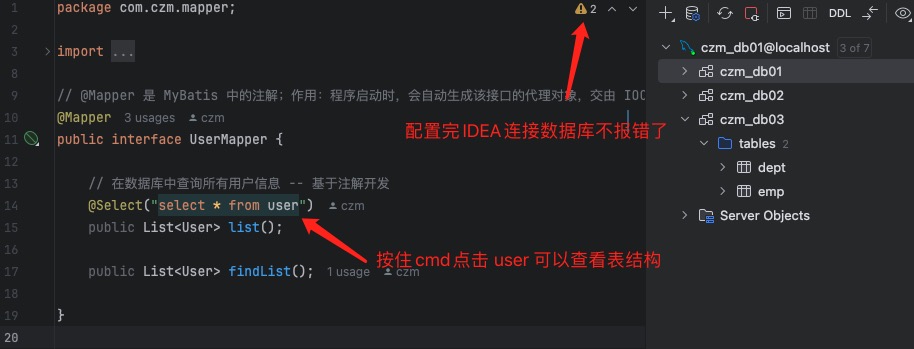 1 package com.czm.mapper;
2
3 import ...
8
9 // @Mapper 是 MyBatis 中的注解；作用：程序启动时，会自动生成该接口的代理对象，交由 IOC
10 @Mapper 3 usages czm
11 public interface UserMapper {
12
13 // 在数据库中查询所有用户信息 -- 基于注解开发
14 @Select("select * from user") czm
15 public List<User> list();
16
17 public List<User> findList(); 1 usage czm
18
19 }
20
2
配置完IDEA连接数据库不报错了
按住cmd点击 user 可以查看表结构
DDL
czm_db01@localhost 3 of 7
czm_db01
czm_db02
czm_db03
tables 2
dept
emp
Server Objects